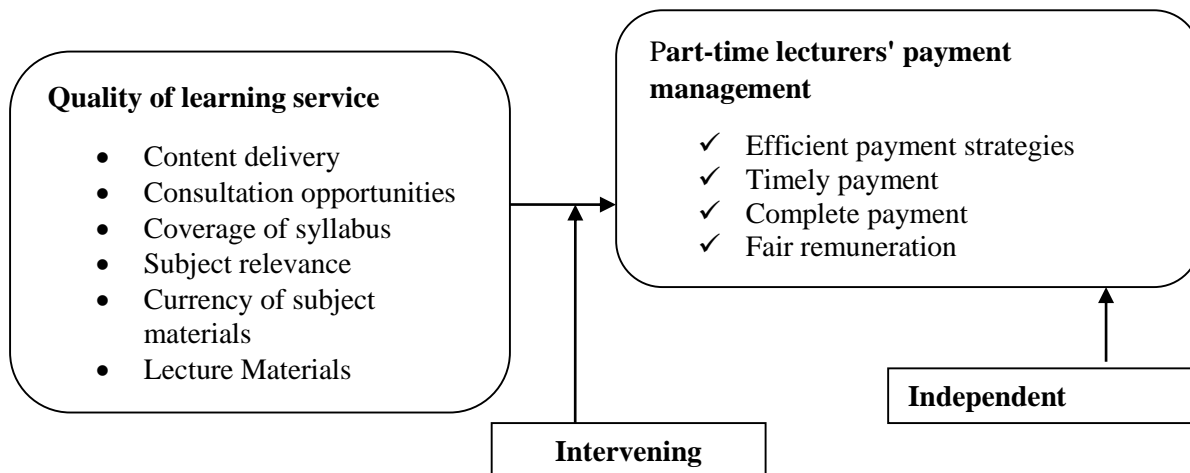 Quality of learning service
• Content delivery
• Consultation opportunities
• Coverage of syllabus
• Subject relevance
• Currency of subject
materials
• Lecture Materials
Part-time lecturers' payment
management
✓ Efficient payment strategies
✓ Timely payment
✓ Complete payment
✓ Fair remuneration
Independent
Intervening